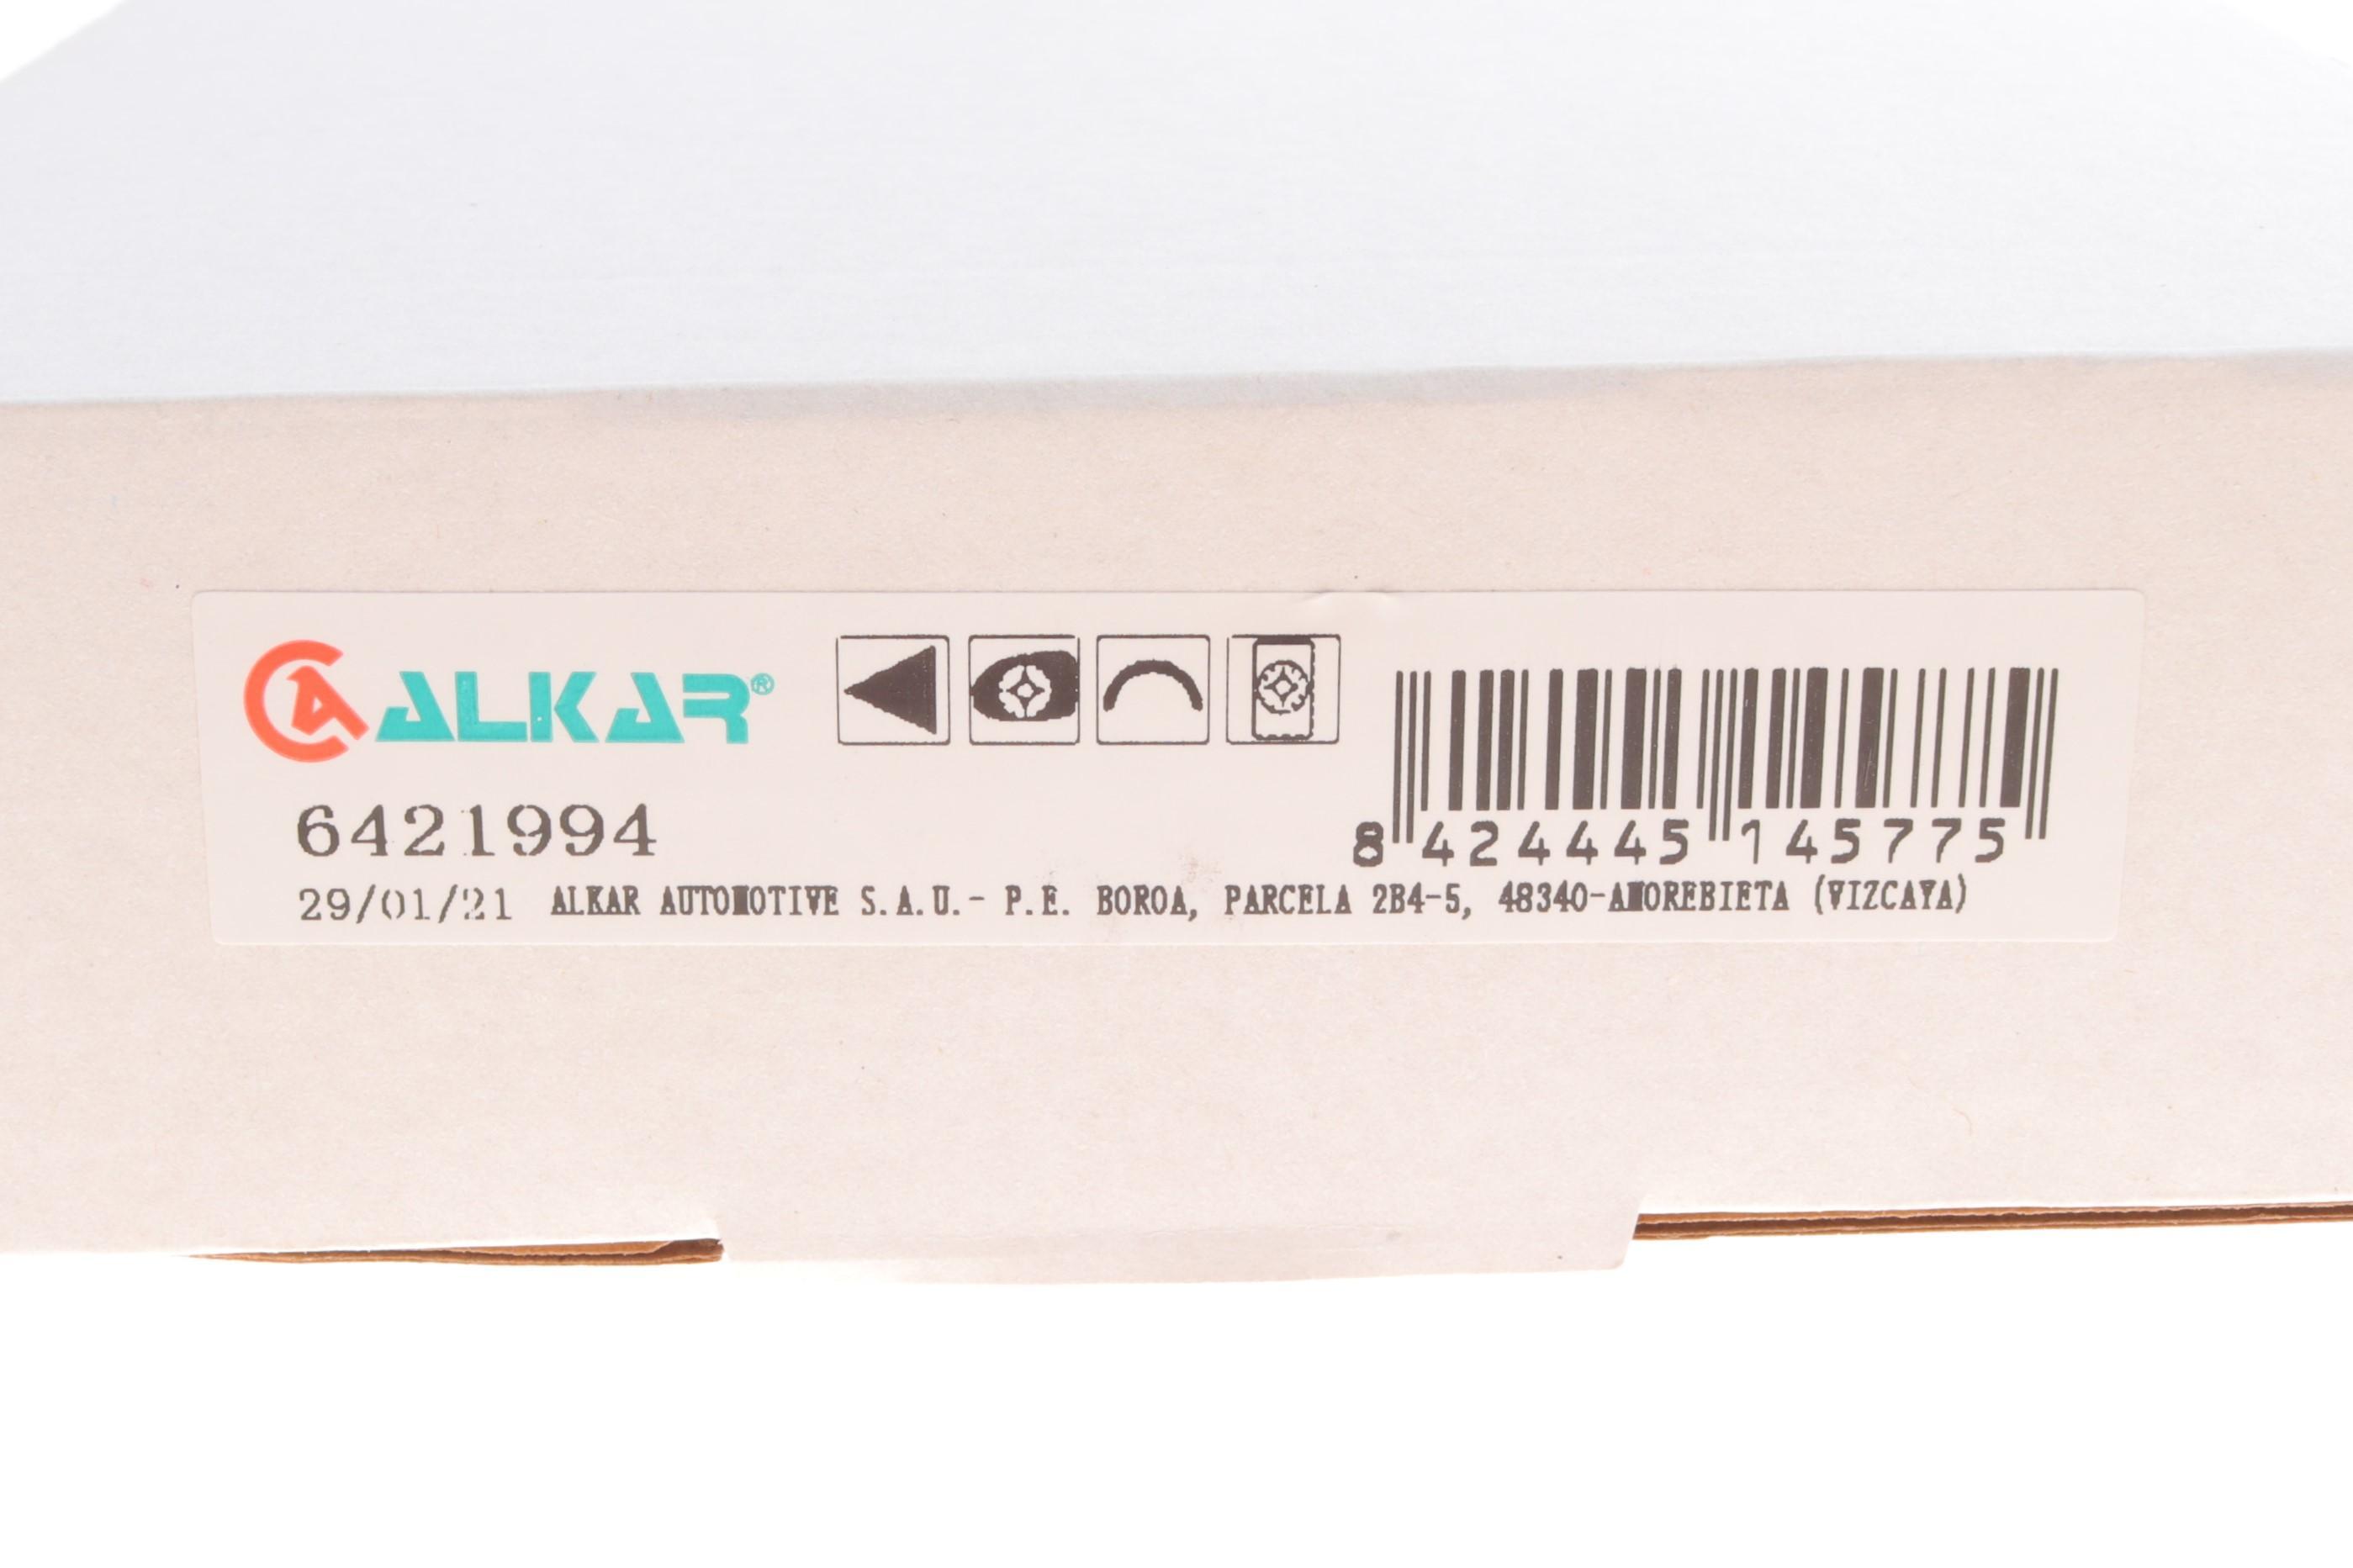 ALKAR®
6421994
8 424445 145775
29/01/21 ALKAR AUTOMOTIVE S.A.U.- P.E. BOROA, PARCELA 2B4-5, 48340-AMOREBIETA (VIZCAYA)